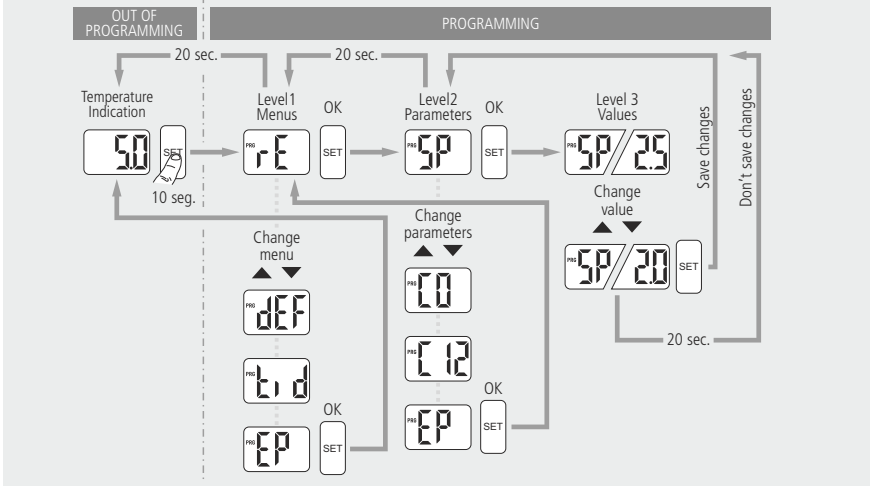 OUT OF
PROGRAMMING
PROGRAMMING
20 sec.
20 sec.
Temperature
Indication
Level1
Menus
OK
Level2
Parameters
OK
Level 3
Values
5.0
SET
PRG rE
SET
PRG SP
SET
PRG SP/2.5
10 seg.
Save changes
Don't save changes
Change
menu
Change
parameters
Change
value
PRG dEF
PRG C0
PRG SP/2.0
SET
20 sec.
PRG tid
PRG C12
OK
PRG EP
SET
OK
PRG EP
SET